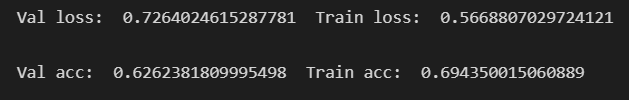 Val loss:  0.7264024615287781  Train loss:  0.5668807029724121
Val acc:  0.6262381809995498  Train acc:  0.694350015060889